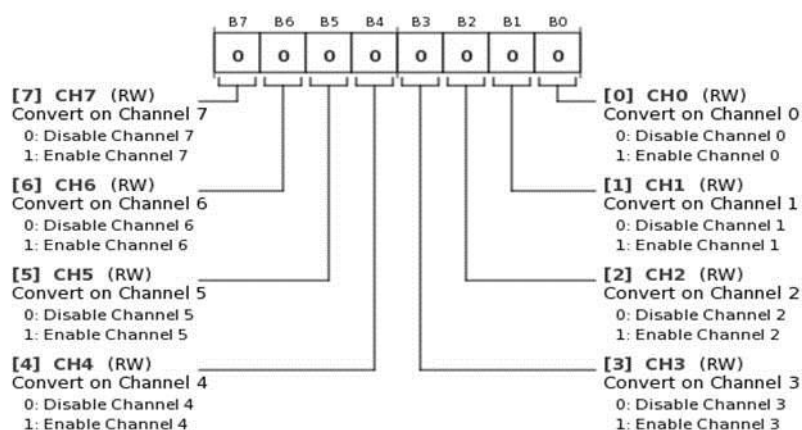 B7 B6 B5 B4 B3 B2 B1 B0
0 0 0 0 0 0 0 0
[7] CH7 (RW)
Convert on Channel 7
0: Disable Channel 7
1: Enable Channel 7
[6] CH6 (RW)
Convert on Channel 6
0: Disable Channel 6
1: Enable Channel 6
[5] CH5 (RW)
Convert on Channel 5
0: Disable Channel 5
1: Enable Channel 5
[4] CH4 (RW)
Convert on Channel 4
0: Disable Channel 4
1: Enable Channel 4
[0] CH0 (RW)
Convert on Channel 0
0: Disable Channel 0
1: Enable Channel 0
[1] CH1 (RW)
Convert on Channel 1
0: Disable Channel 1
1: Enable Channel 1
[2] CH2 (RW)
Convert on Channel 2
0: Disable Channel 2
1: Enable Channel 2
[3] CH3 (RW)
Convert on Channel 3
0: Disable Channel 3
1: Enable Channel 3